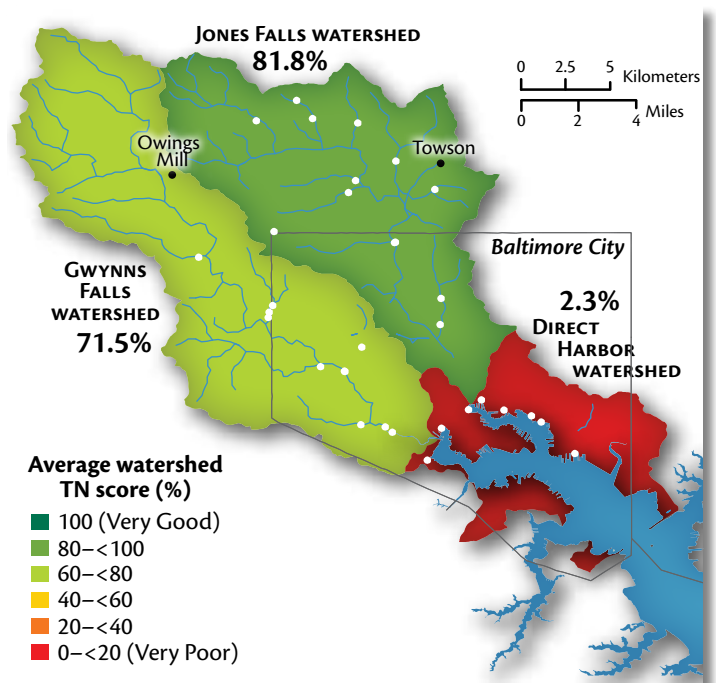 JONES FALLS WATERSHED
81.8%
0 2.5 5 Kilometers
0 2 4 Miles
Owings
Mill
Towson
Baltimore City
GWYNNS
FALLS
WATERSHED
71.5%
2.3%
DIRECT
HARBOR
WATERSHED
Average watershed
TN score (%)
100 (Very Good)
80–<100
60–<80
40–<60
20–<40
0–<20 (Very Poor)